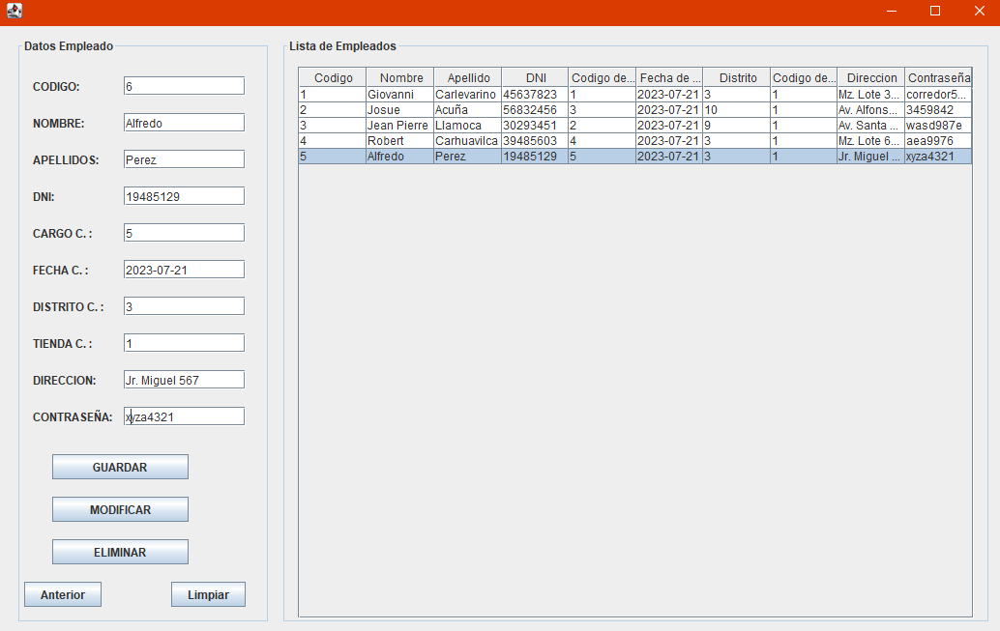 Datos Empleado
CODIGO: 6
NOMBRE: Alfredo
APELLIDOS: Perez
DNI: 19485129
CARGO C. : 5
FECHA C. : 2023-07-21
DISTRITO C. : 3
TIENDA C. : 1
DIRECCION: Jr. Miguel 567
CONTRASEÑA: xyza4321
GUARDAR
MODIFICAR
ELIMINAR
Anterior Limpiar
Lista de Empleados
Codigo Nombre Apellido DNI Codigo de... Fecha de ... Distrito Codigo de... Direccion Contraseña
1 Giovanni Carlevarino 45637823 1 2023-07-21 3 1 Mz. Lote 3... corredor5...
2 Josue Acuña 56832456 3 2023-07-21 10 1 Av. Alfons... 3459842
3 Jean Pierre Llamoca 30293451 2 2023-07-21 9 1 Av. Santa ... wasd987e
4 Robert Carhuavilca 39485603 4 2023-07-21 3 1 Mz. Lote 6... aea9976
5 Alfredo Perez 19485129 5 2023-07-21 3 1 Jr. Miguel ... xyza4321